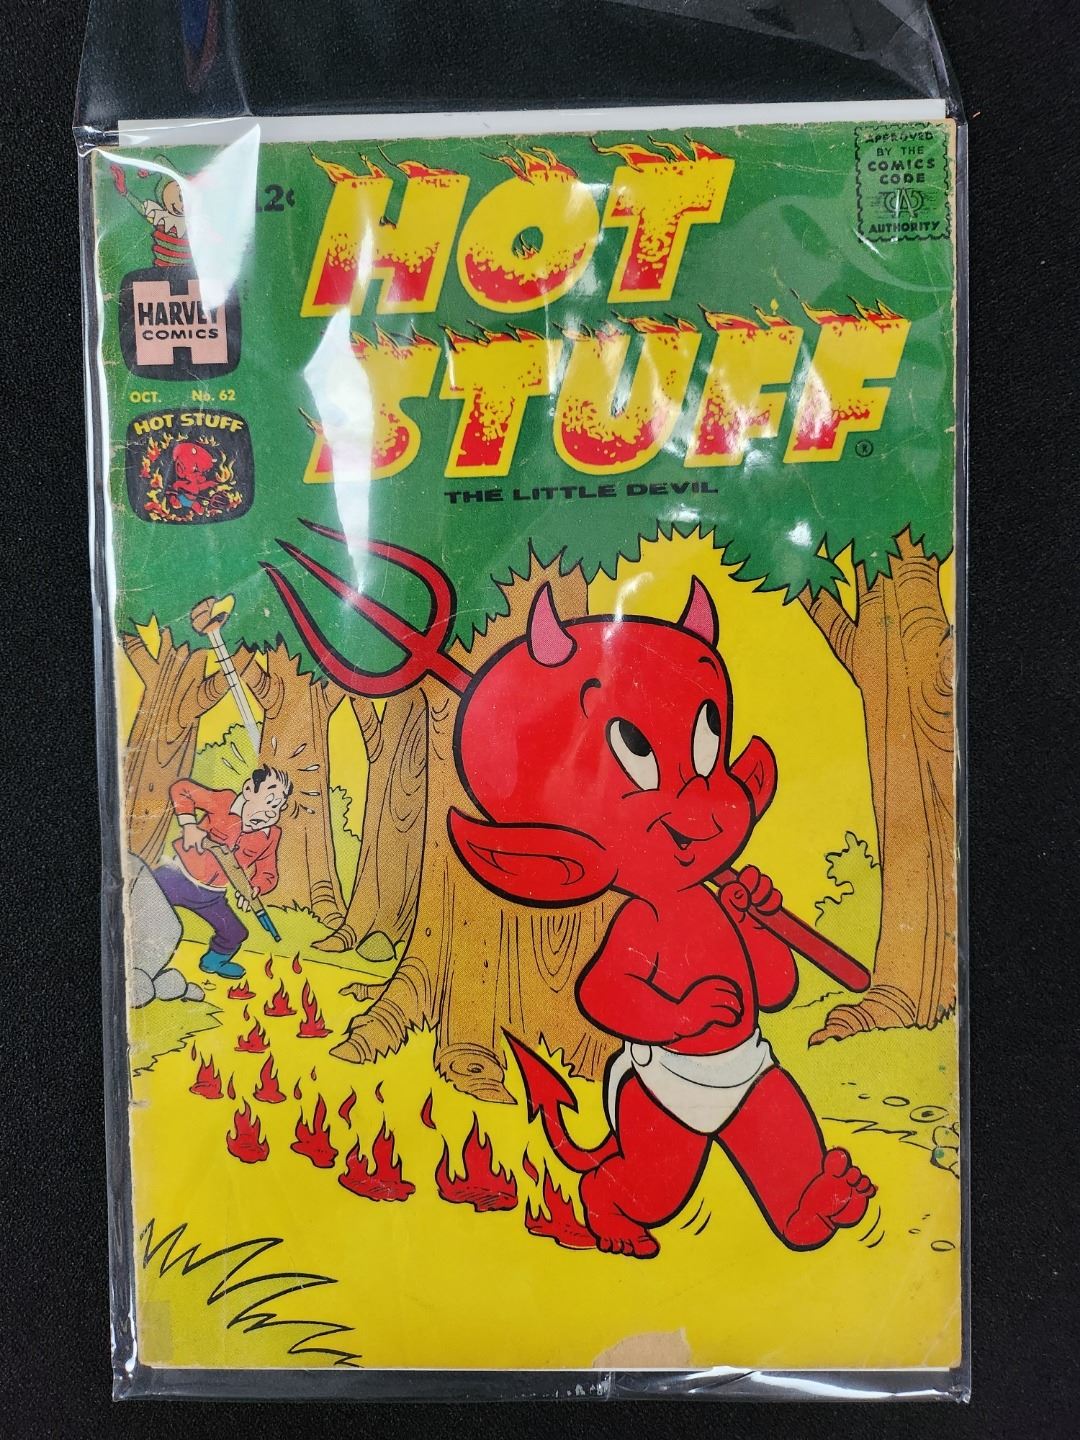 12¢
HOT
STUFF
®
THE LITTLE DEVIL
APPROVED
BY THE
COMICS
CODE
CA
AUTHORITY
H
HARVEY
COMICS
OCT. No. 62
HOT STUFF